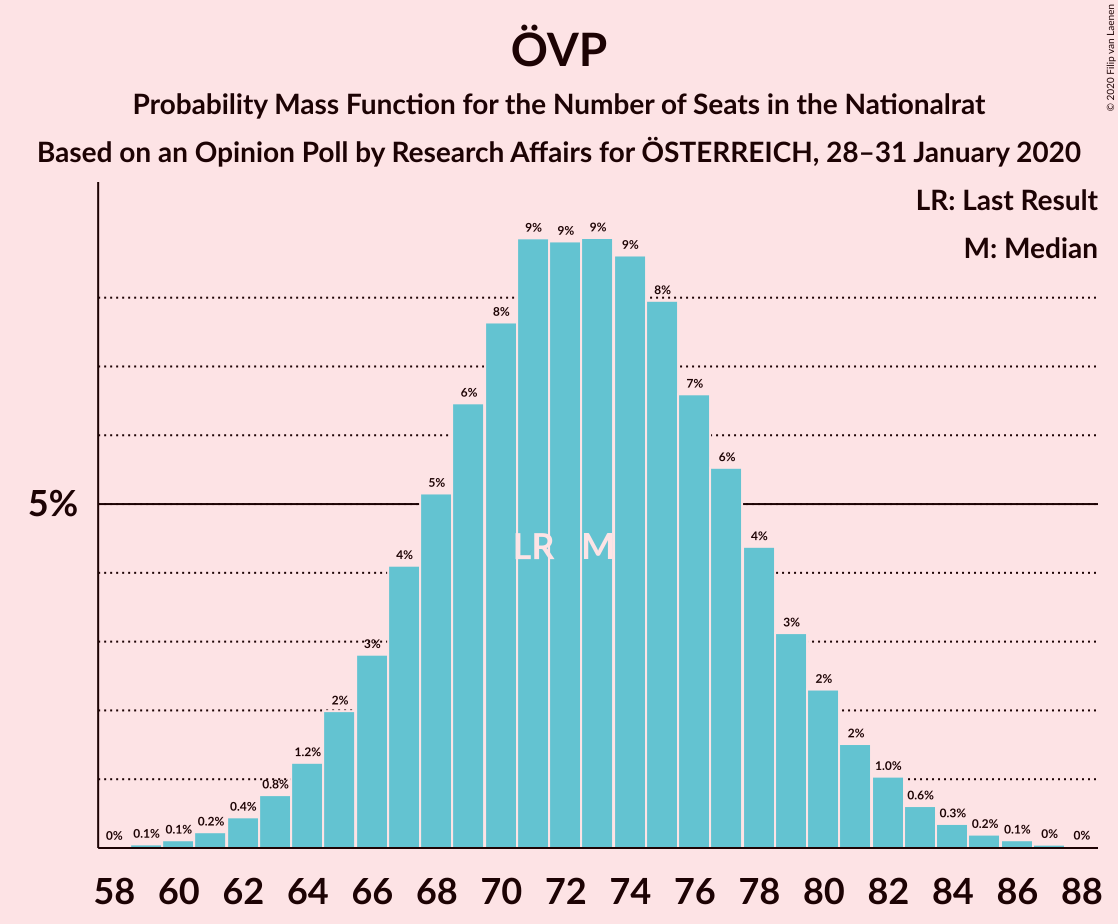 ÖVP
Probability Mass Function for the Number of Seats in the Nationalrat
Based on an Opinion Poll by Research Affairs for ÖSTERREICH, 28–31 January 2020
© 2020 Filip van Laenen
LR: Last Result
M: Median
5%
0% 0.1% 0.1% 0.2% 0.4% 0.8% 1.2% 2% 3% 4% 5% 6% 8% 9% 9% 9% 9% 8% 7% 6% 4% 3% 2% 2% 1.0% 0.6% 0.3% 0.2% 0.1% 0% 0%
LR M
58 60 62 64 66 68 70 72 74 76 78 80 82 84 86 88